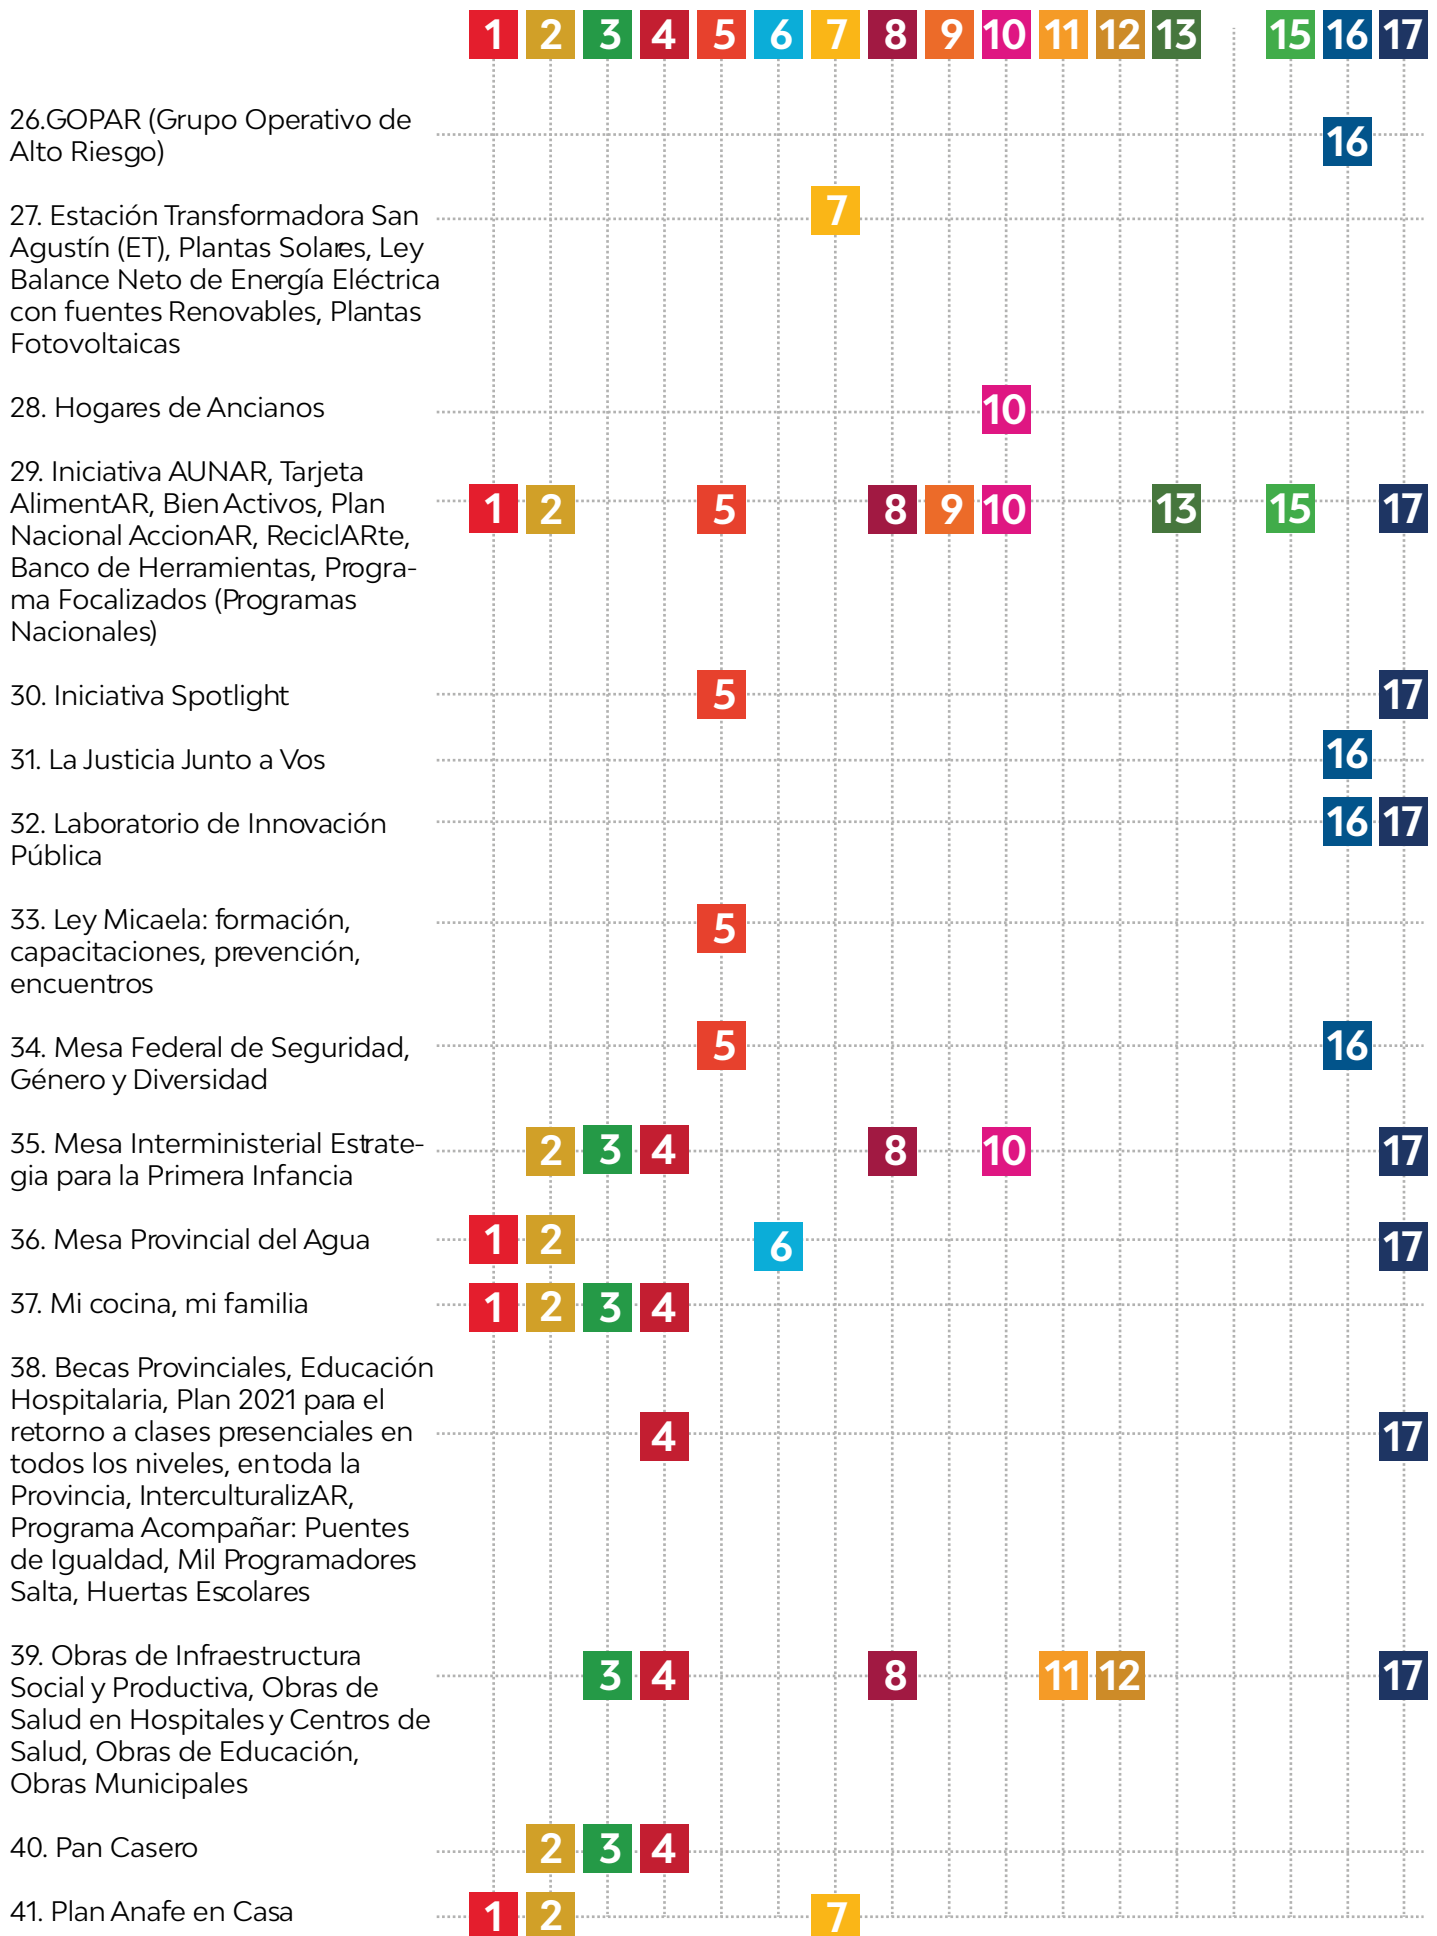 1 2 3 4 5 6 7 8 9 10 11 12 13 15 16 17
26.GOPAR (Grupo Operativo de
Alto Riesgo)
16
27. Estación Transformadora San
Agustín (ET), Plantas Solares, Ley
Balance Neto de Energía Eléctrica
con fuentes Renovables, Plantas
Fotovoltaicas
7
28. Hogares de Ancianos
10
29. Iniciativa AUNAR, Tarjeta
AlimentAR, Bien Activos, Plan
Nacional AccionAR, ReciclARte,
Banco de Herramientas, Progra-
ma Focalizados (Programas
Nacionales)
1 2 5 8 9 10 13 15 17
30. Iniciativa Spotlight
5 17
31. La Justicia Junto a Vos
16
32. Laboratorio de Innovación
Pública
16 17
33. Ley Micaela: formación,
capacitaciones, prevención,
encuentros
5
34. Mesa Federal de Seguridad,
Género y Diversidad
5 16
35. Mesa Interministerial Estrate-
gia para la Primera Infancia
2 3 4 8 10 17
36. Mesa Provincial del Agua
1 2 6 17
37. Mi cocina, mi familia
1 2 3 4
38. Becas Provinciales, Educación
Hospitalaria, Plan 2021 para el
retorno a clases presenciales en
todos los niveles, en toda la
Provincia, InterculturalizAR,
Programa Acompañar: Puentes
de Igualdad, Mil Programadores
Salta, Huertas Escolares
4 17
39. Obras de Infraestructura
Social y Productiva, Obras de
Salud en Hospitales y Centros de
Salud, Obras de Educación,
Obras Municipales
3 4 8 11 12 17
40. Pan Casero
2 3 4
41. Plan Anafe en Casa
1 2 7